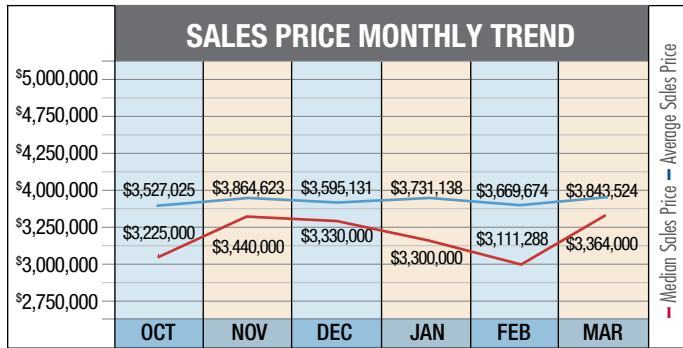 SALES PRICE MONTHLY TREND
$5,000,000
$4,750,000
$4,250,000
$4,000,000
$3,250,000
$3,000,000
$2,750,000
$3,527,025 $3,864,623 $3,595,131 $3,731,138 $3,669,674 $3.843,524
$3,225,000 $3,440,000 $3,330,000 $3,300,000 $3,111,288 $3,364,000
OCT NOV DEC JAN FEB MAR
Median Sales Price Average Sales Price